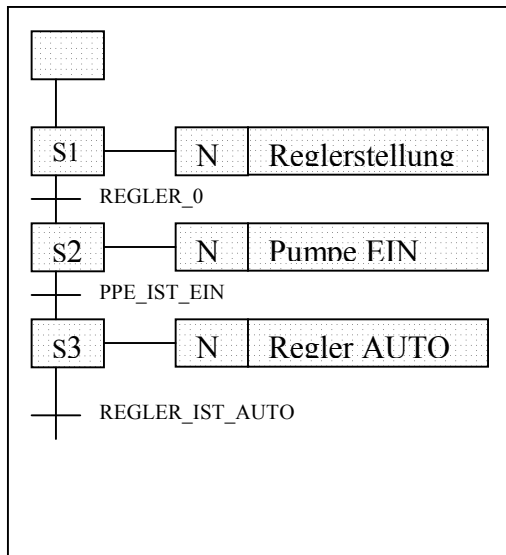 S1 N Reglerstellung
REGLER_0
S2 N Pumpe EIN
PPE_IST_EIN
S3 N Regler AUTO
REGLER_IST_AUTO